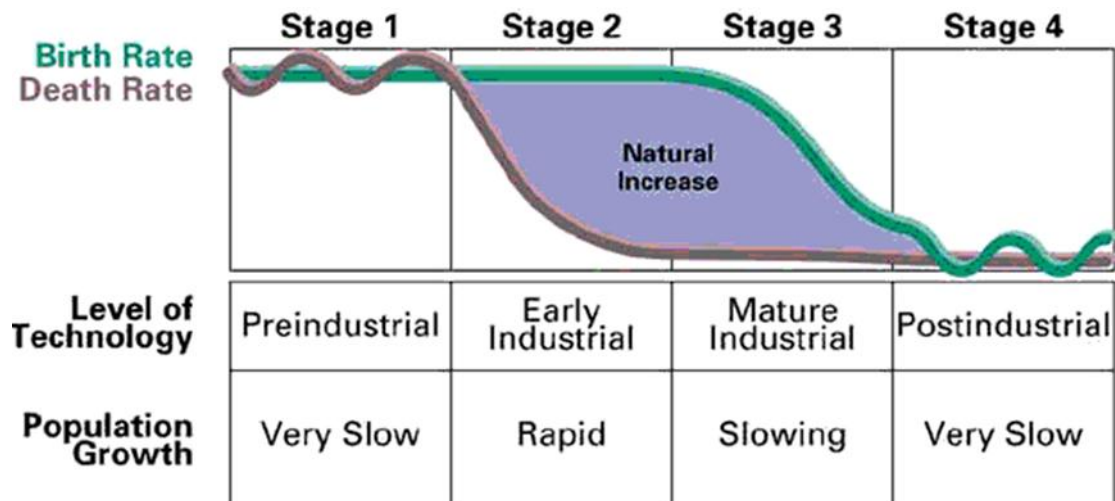 Stage 1 Stage 2 Stage 3 Stage 4
Birth Rate
Death Rate
Natural
Increase
Level of
Technology
Preindustrial
Early
Industrial
Mature
Industrial
Postindustrial
Population
Growth
Very Slow
Rapid
Slowing
Very Slow